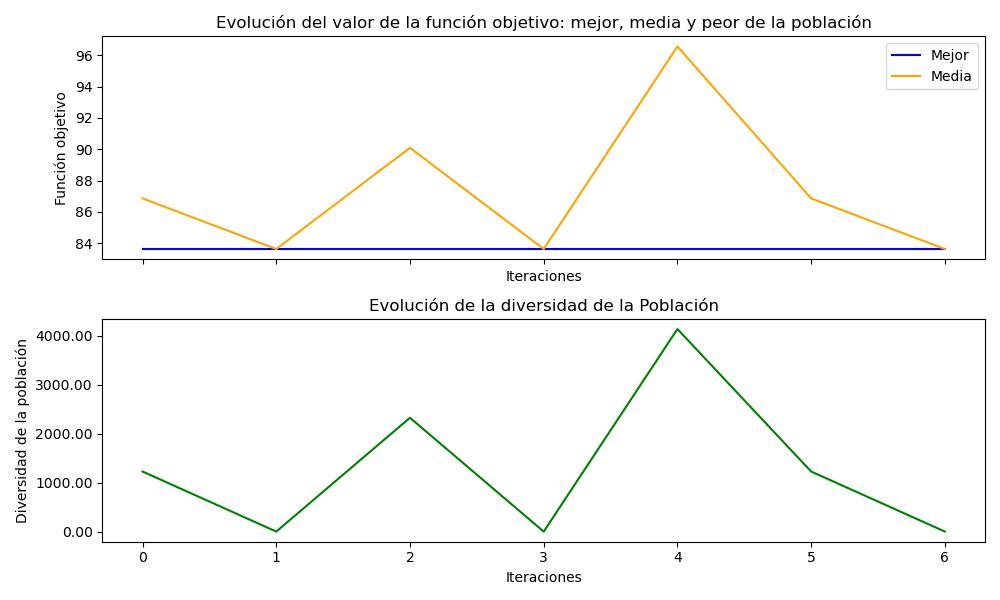 Evolución del valor de la función objetivo: mejor, media y peor de la población
Función objetivo
96
94
92
90
88
86
84
Mejor
Media
Iteraciones
Evolución de la diversidad de la Población
Diversidad de la población
4000.00
3000.00
2000.00
1000.00
0.00
0 1 2 3 4 5 6
Iteraciones